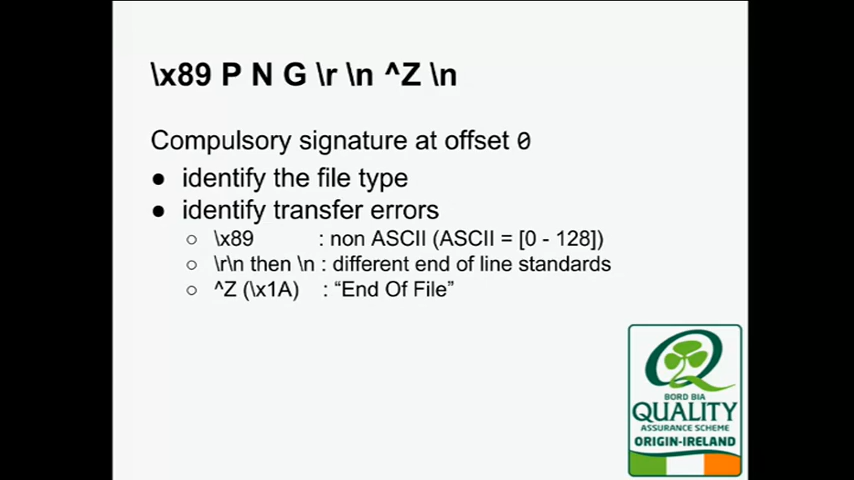 \x89 P N G \r \n ^Z \n
Compulsory signature at offset 0
● identify the file type
● identify transfer errors
○ \x89 : non ASCII (ASCII = [0 - 128])
○ \r\n then \n : different end of line standards
○ ^Z (\x1A) : “End Of File”
BORD BIA
QUALITY
ASSURANCE SCHEME
ORIGIN-IRELAND